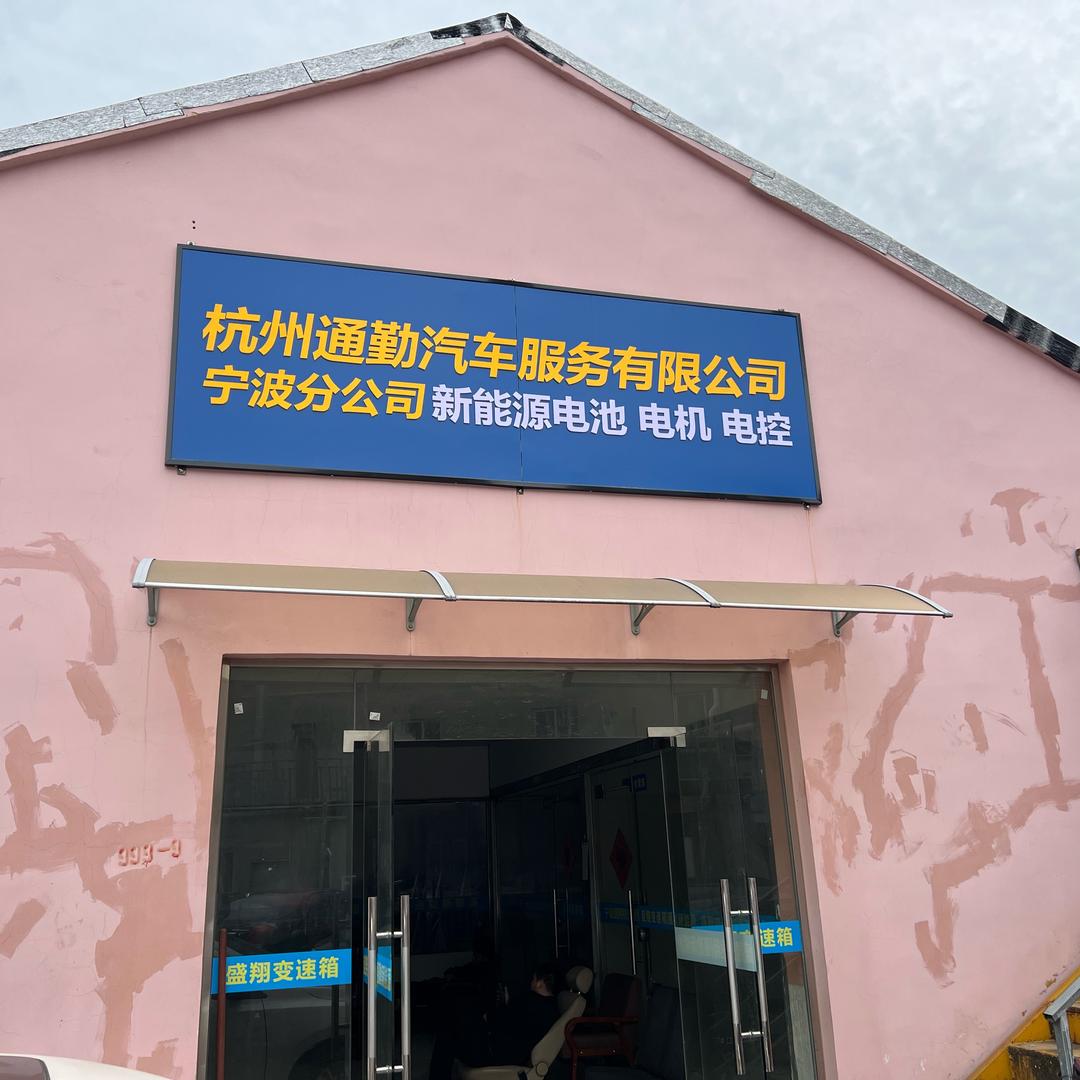 杭州通勤汽车服务有限公司
宁波分公司 新能源电池 电机 电控
盛翔变速箱
速箱